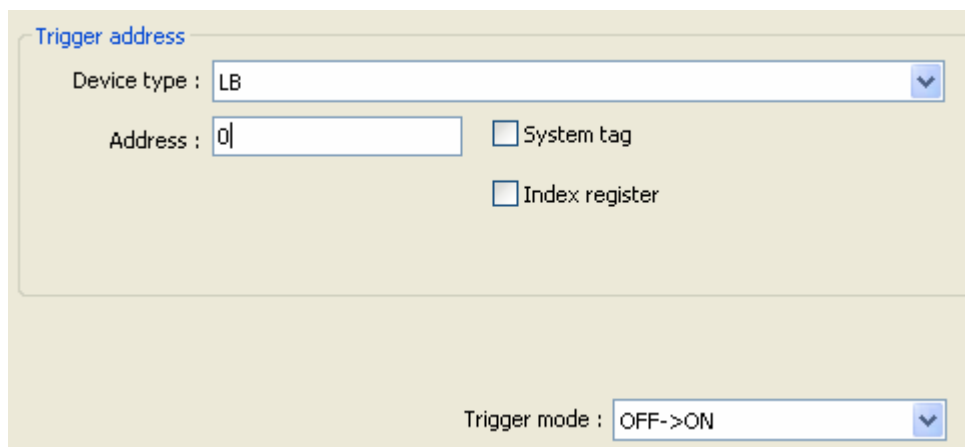 Trigger address
Device type : LB
Address : 0 System tag
Index register
Trigger mode : OFF->ON